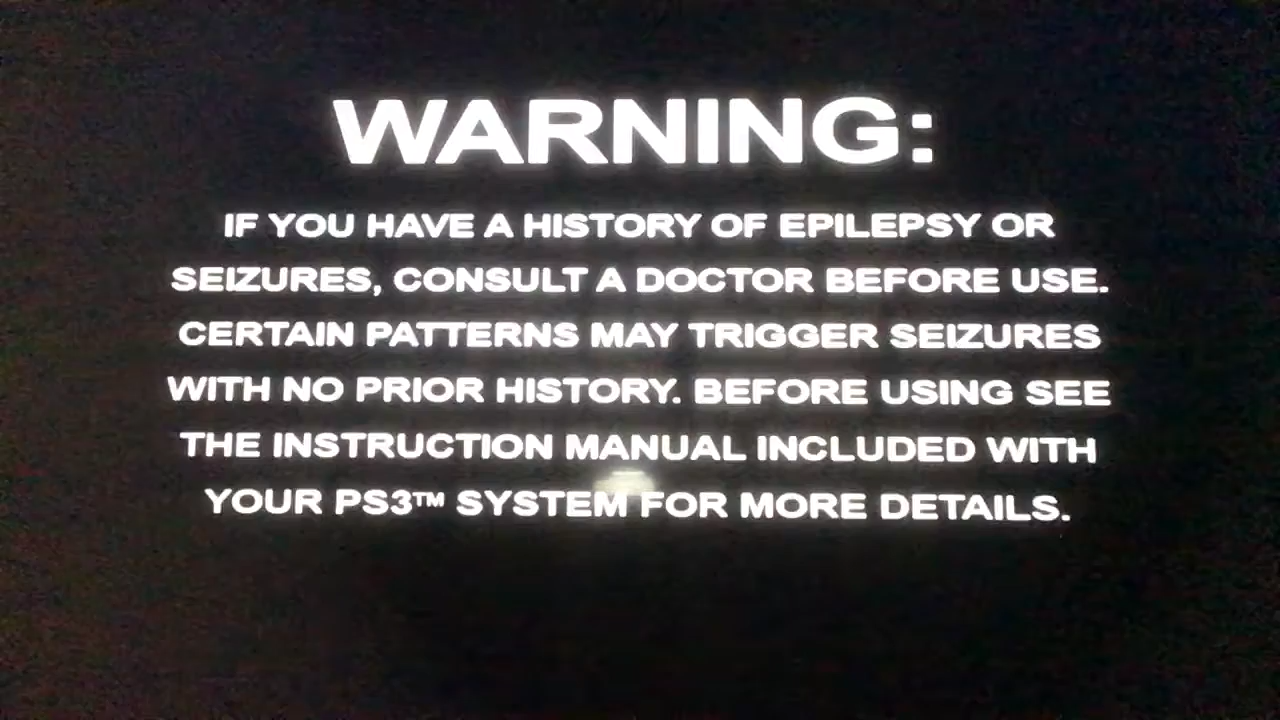 WARNING:
IF YOU HAVE A HISTORY OF EPILEPSY OR
SEIZURES, CONSULT A DOCTOR BEFORE USE.
CERTAIN PATTERNS MAY TRIGGER SEIZURES
WITH NO PRIOR HISTORY. BEFORE USING SEE
THE INSTRUCTION MANUAL INCLUDED WITH
YOUR PS3™ SYSTEM FOR MORE DETAILS.